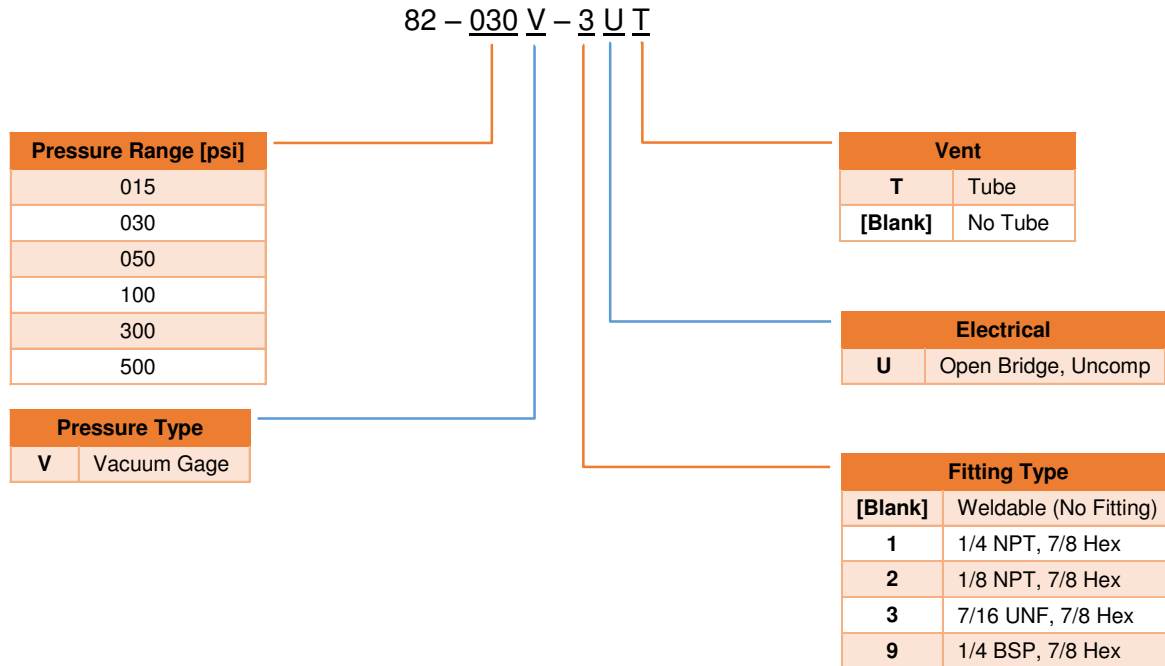 82 – 030 V – 3 U T
Pressure Range [psi]
015
030
050
100
300
500
Pressure Type
V Vacuum Gage
Vent
T Tube
[Blank] No Tube
Electrical
U Open Bridge, Uncomp
Fitting Type
[Blank] Weldable (No Fitting)
1 1/4 NPT, 7/8 Hex
2 1/8 NPT, 7/8 Hex
3 7/16 UNF, 7/8 Hex
9 1/4 BSP, 7/8 Hex